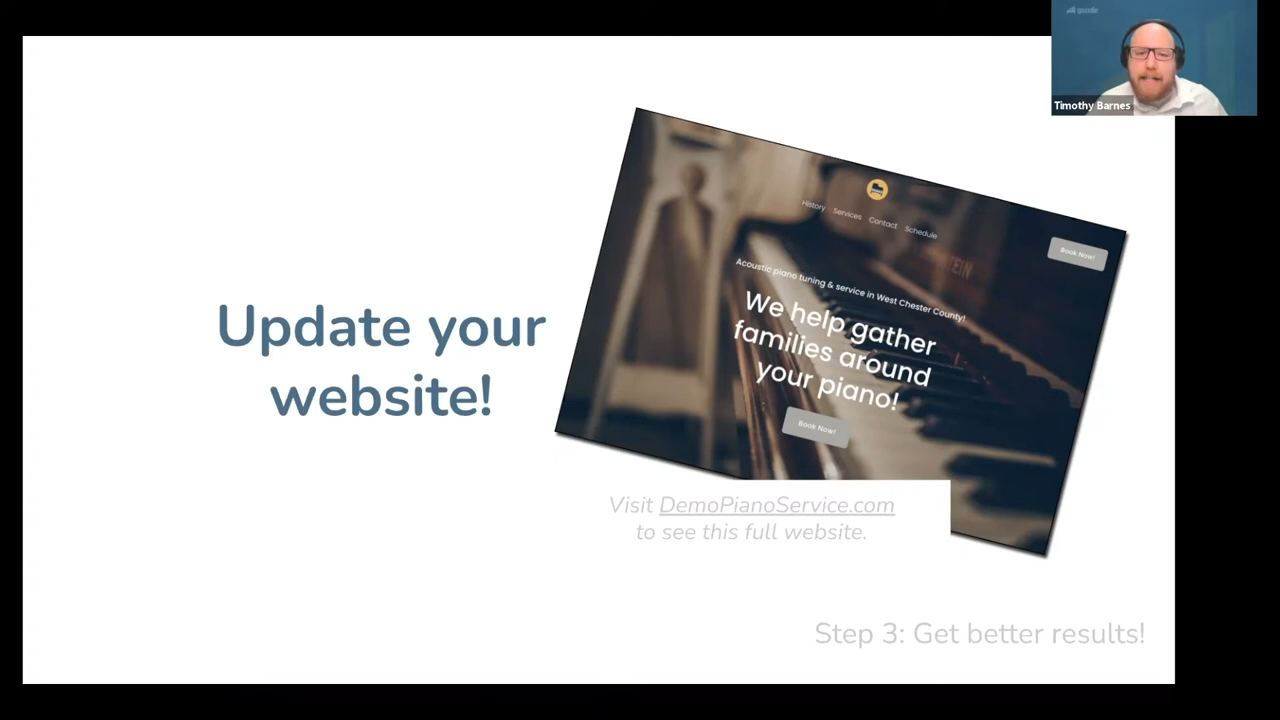 gazelle
Timothy Barnes
History Services Contact Schedule
Book Now!
Acoustic piano tuning & service in West Chester County!
We help gather
families around
your piano!
Book Now!
Update your
website!
Visit DemoPianoService.com
to see this full website.
Step 3: Get better results!